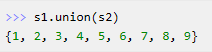 >>> s1.union(s2)
{1, 2, 3, 4, 5, 6, 7, 8, 9}